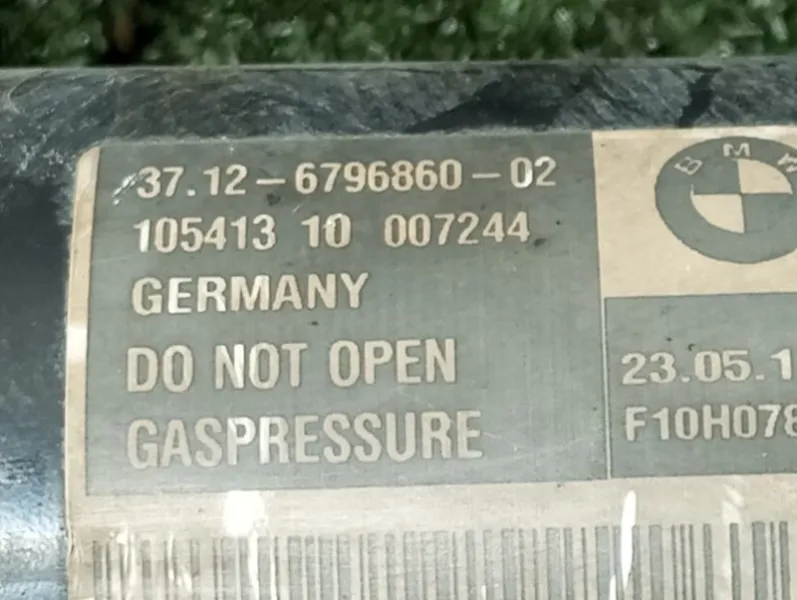 37.12-6796860-02
105413 10 007244
GERMANY
DO NOT OPEN
GASPRESSURE
BMW
23.05.1
F10H078